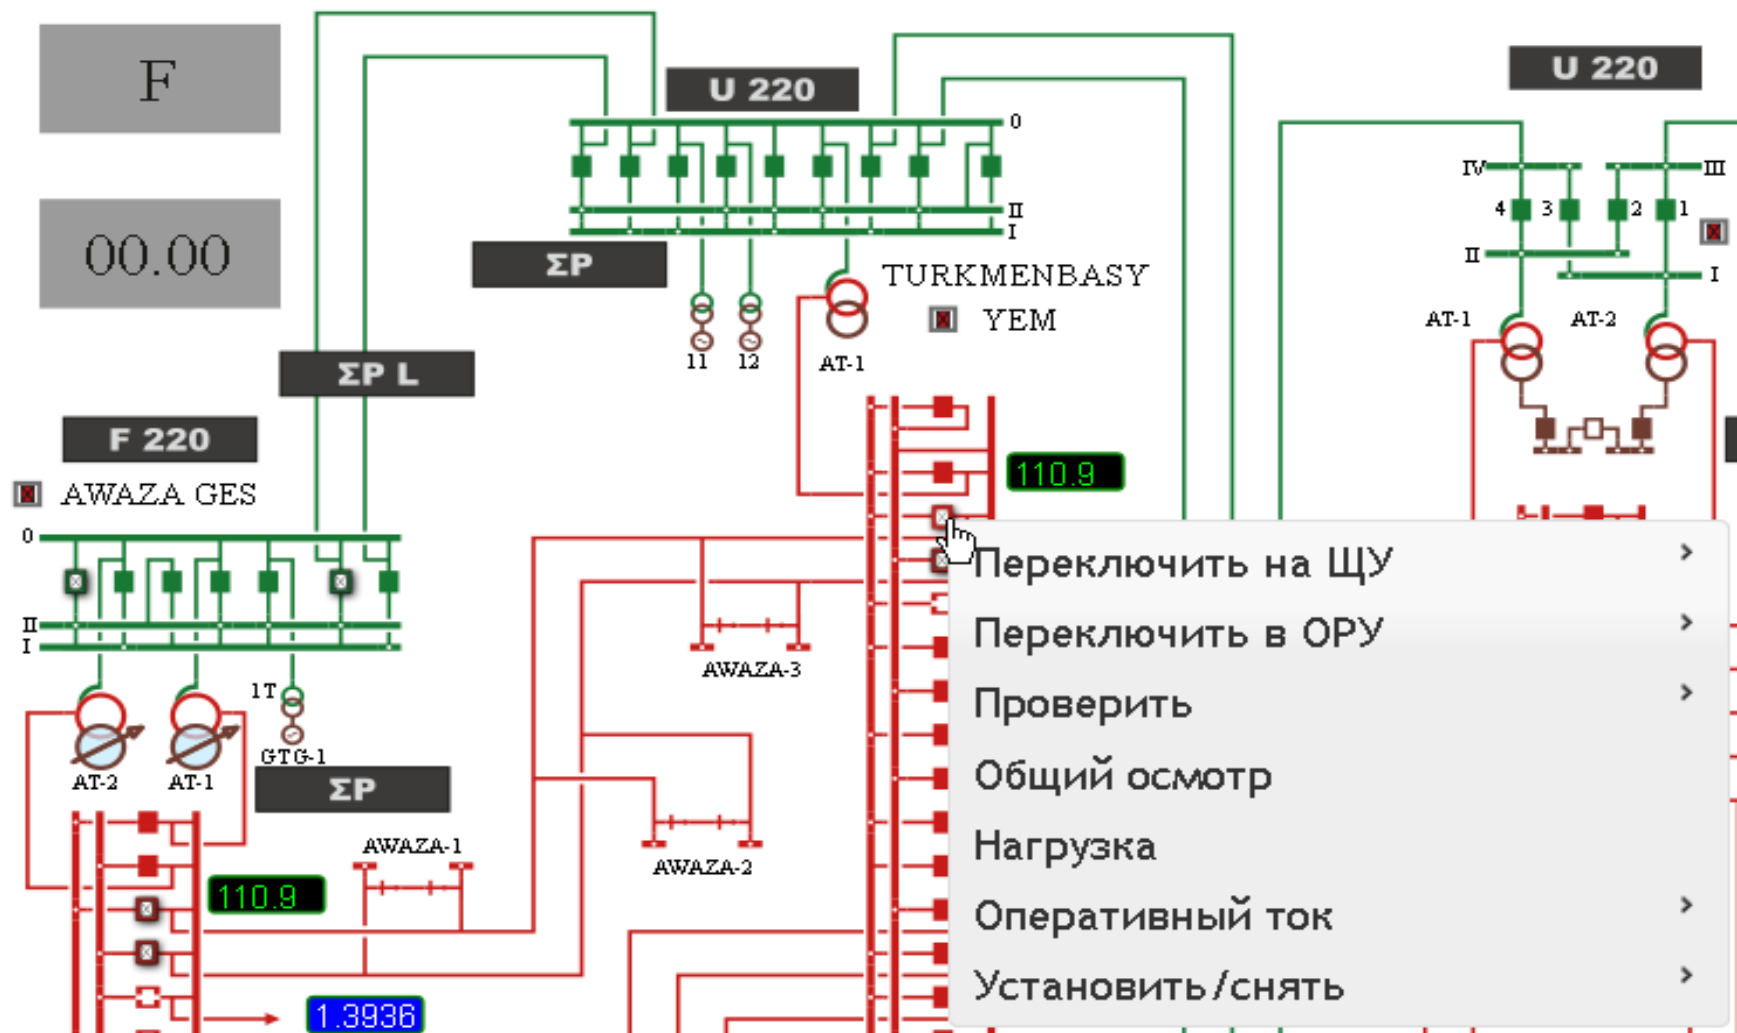 F
U 220
U 220
0
IV
III
4
3
2
1
00.00
II
I
ΣP
II
I
TURKMENBASY
YEM
11
12
AT-1
AT-1
AT-2
ΣP L
F 220
AWAZA GES
110.9
0
II
I
Переключить на ЩУ
Переключить в ОРУ
Проверить
Общий осмотр
Нагрузка
Оперативный ток
Установить/снять
AWAZA-3
1T
GTG-1
AT-2
AT-1
ΣP
AWAZA-1
AWAZA-2
110.9
1.3936